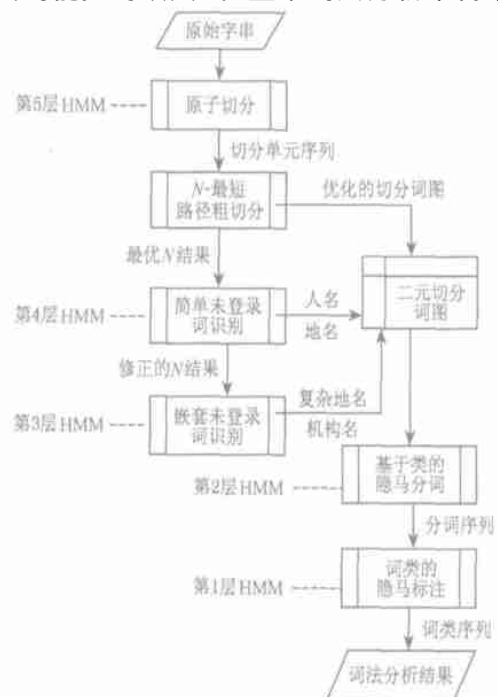 原始字串
第5层HMM
原子切分
切分单元序列
N-最短
路径粗切分
优化的切分词图
最优N结果
第4层HMM
简单未登录
词识别
人名
地名
二元切分
词图
修正的N结果
第3层HMM
嵌套未登录
词识别
复杂地名
机构名
第2层HMM
基于类的
隐马分词
分词序列
第1层HMM
词类的
隐马标注
词类序列
词法分析结果